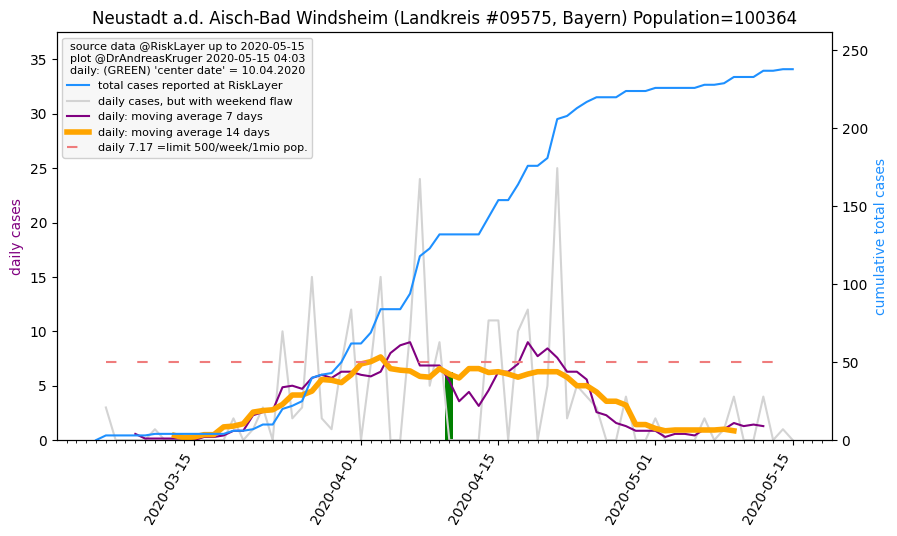 Neustadt a.d. Aisch-Bad Windsheim (Landkreis #09575, Bayern) Population=100364
source data @RiskLayer up to 2020-05-15
plot @DrAndreasKruger 2020-05-15 04:03
daily: (GREEN) 'center date' = 10.04.2020
total cases reported at RiskLayer
daily cases, but with weekend flaw
daily: moving average 7 days
daily: moving average 14 days
daily 7.17 =limit 500/week/1mio pop.
daily cases
35
30
25
20
15
10
5
0
cumulative total cases
250
200
150
100
50
0
2020-03-15
2020-04-01
2020-04-15
2020-05-01
2020-05-15